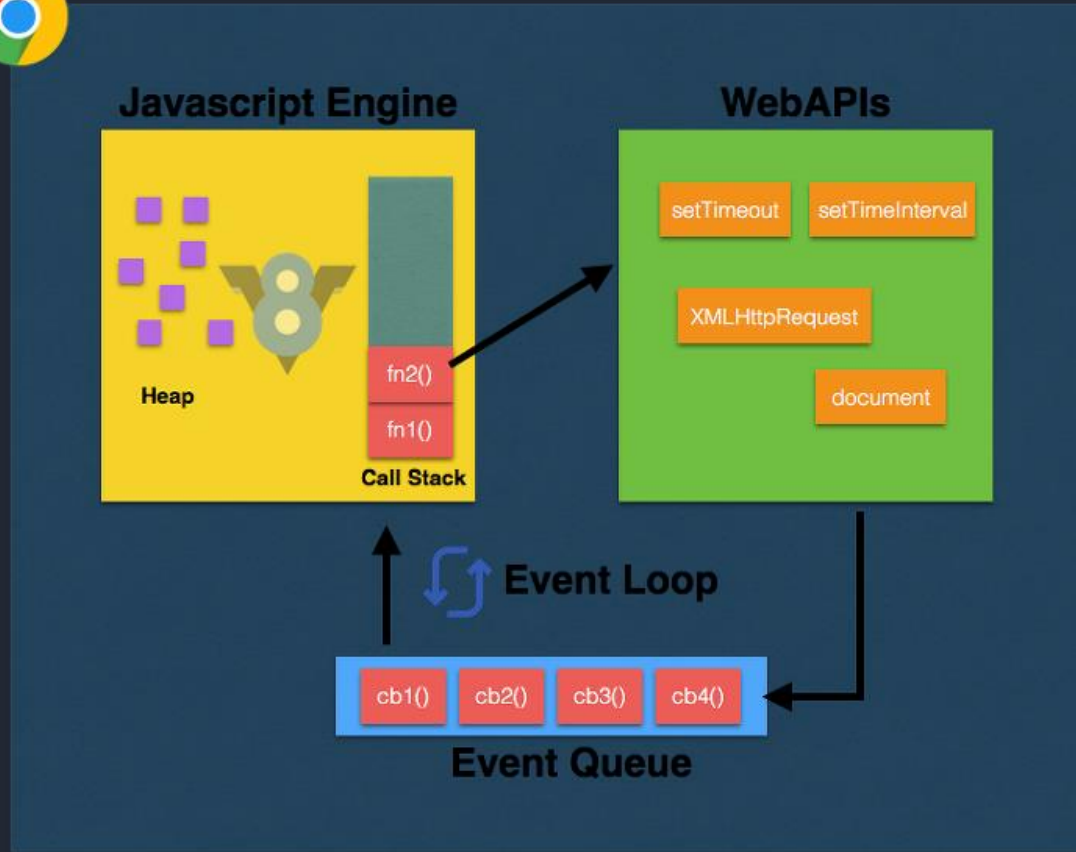 Javascript Engine
WebAPIs
setTimeout
setTimeInterval
XMLHttpRequest
document
Heap
fn2()
fn1()
Call Stack
Event Loop
cb1()
cb2()
cb3()
cb4()
Event Queue